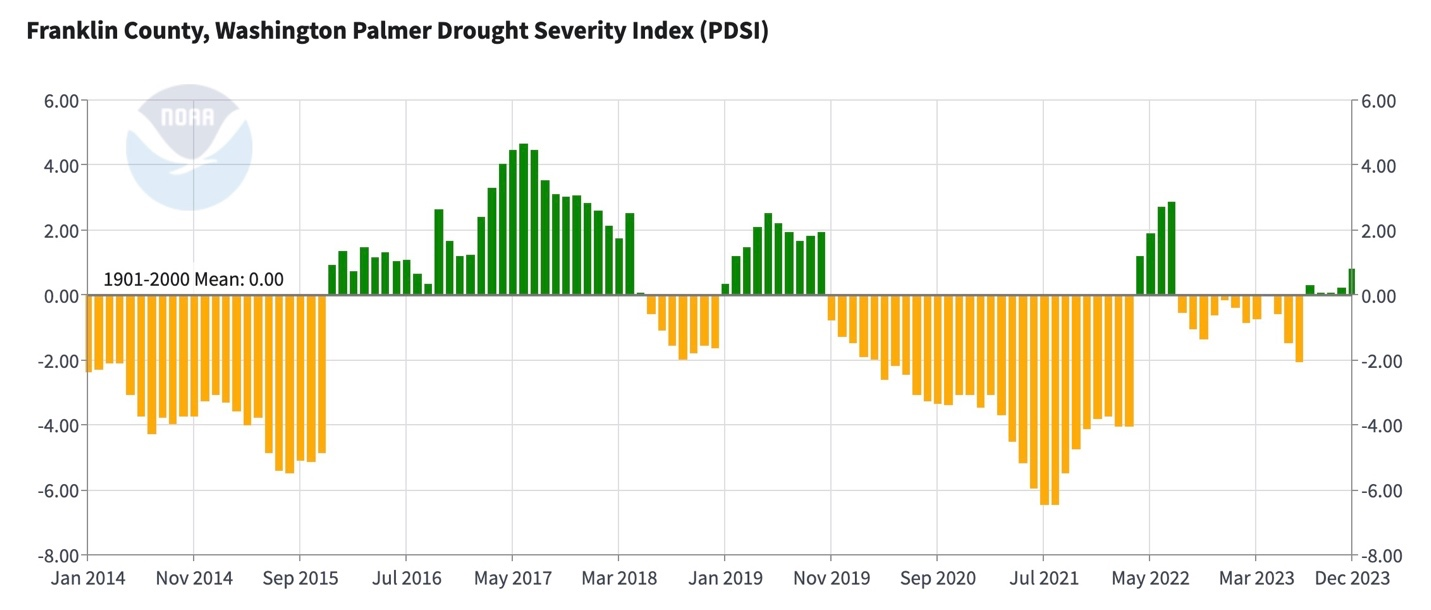 Franklin County, Washington Palmer Drought Severity Index (PDSI)
NOAA
6.00 6.00
4.00 4.00
2.00 2.00
1901-2000 Mean: 0.00
0.00 0.00
-2.00 -2.00
-4.00 -4.00
-6.00 -6.00
-8.00 -8.00
Jan 2014 Nov 2014 Sep 2015 Jul 2016 May 2017 Mar 2018 Jan 2019 Nov 2019 Sep 2020 Jul 2021 May 2022 Mar 2023 Dec 2023